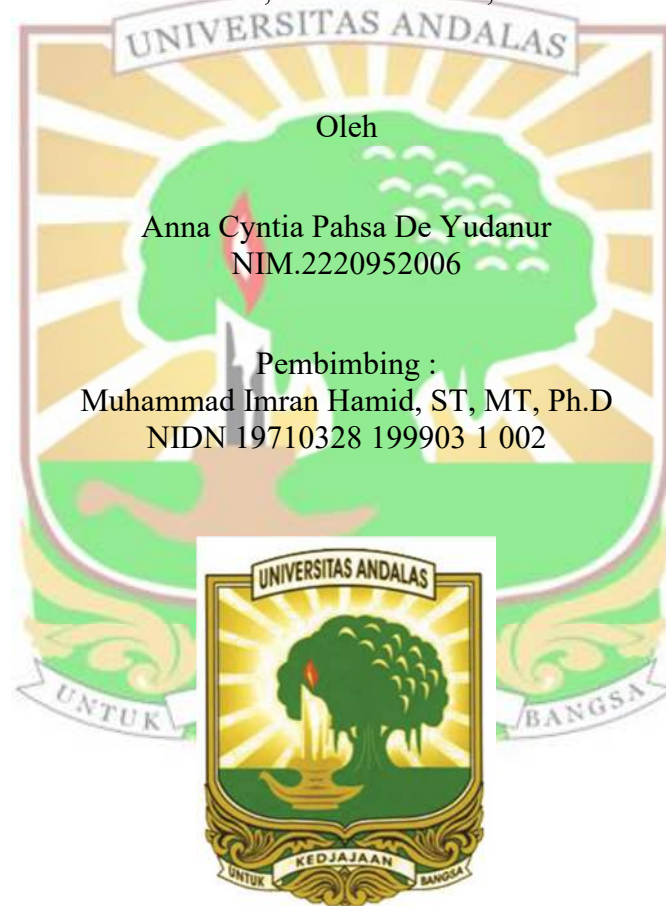 UNIVERSITAS ANDALAS
Oleh
Anna Cyntia Pahsa De Yudanur
NIM.2220952006
Pembimbing :
Muhammad Imran Hamid, ST, MT, Ph.D
NIDN 19710328 199903 1 002
UNIVERSITAS ANDALAS
UNTUK
BANGSA
UNTUK
KEDJAJAAN
BANGSA